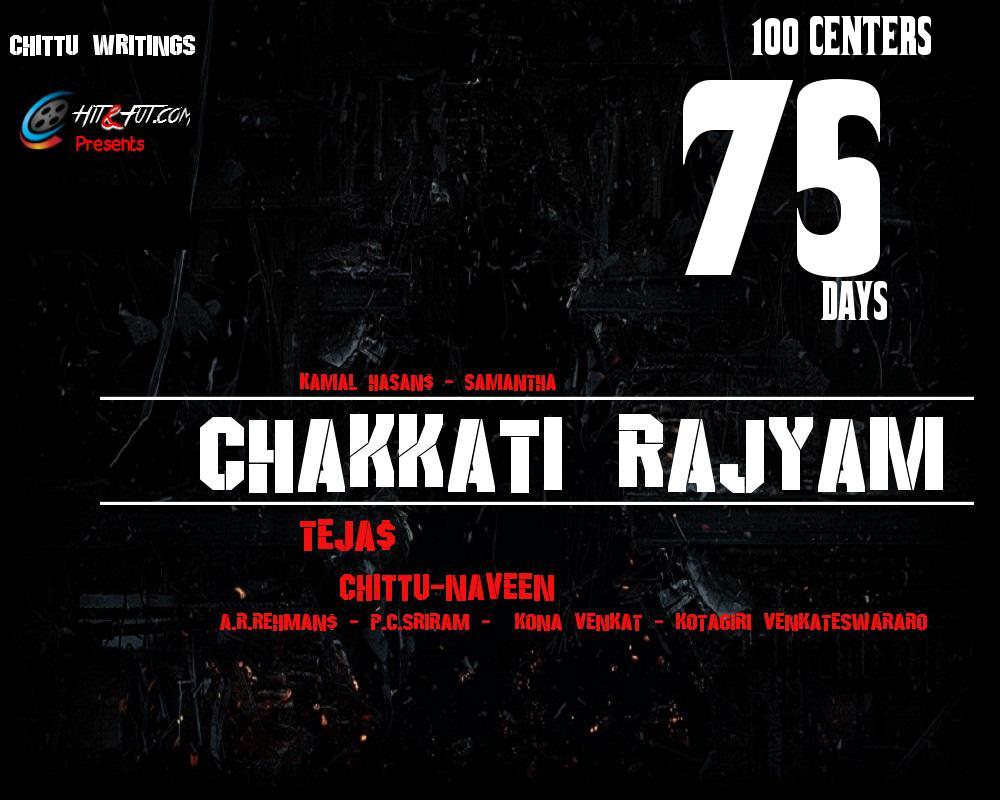 CHITTU WRITINGS
HIT&FUT.COM
Presents
100 CENTERS
75
DAYS
KAMAL HASAN$ - SAMANTHA
CHAKKATI RAJYAM
TEJA$
CHITTU-NAVEEN
A.R.REHMAN$ - P.C.SRIRAM - KONA VENKAT - KOTAGIRI VENKATESWARARO